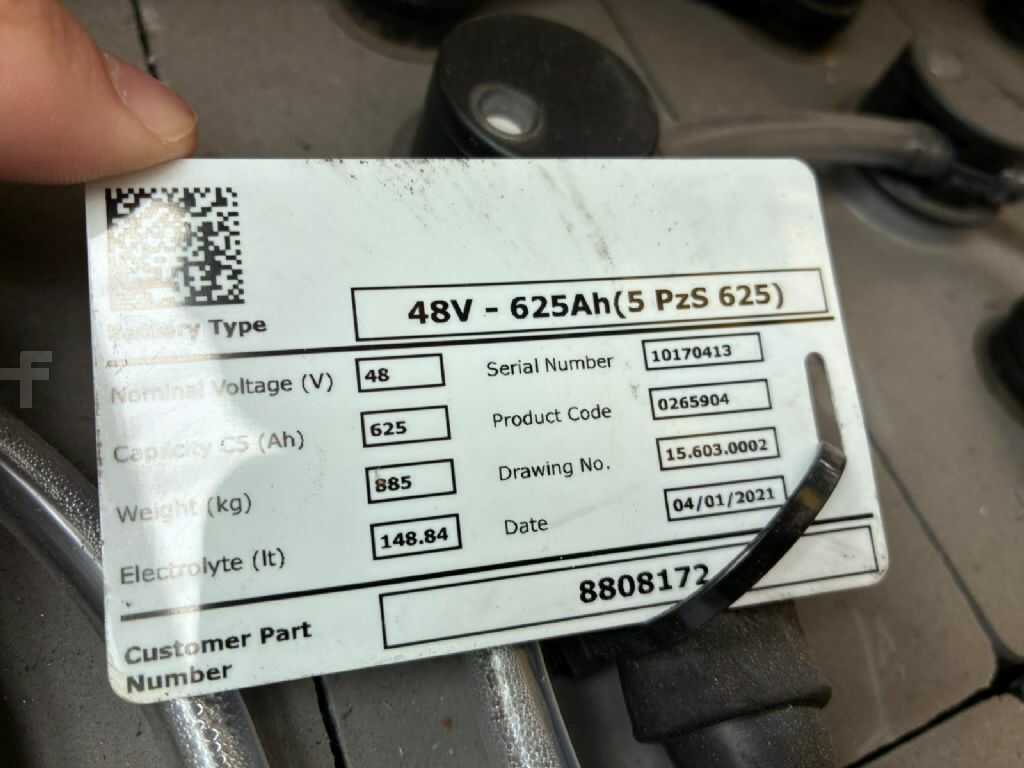 Battery Type 48V - 625Ah(5 PzS 625)
Nominal Voltage (V) 48 Serial Number 10170413
Capacity C5 (Ah) 625 Product Code 0265904
Weight (kg) 885 Drawing No. 15.603.0002
Electrolyte (lt) 148.84 Date 04/01/2021
Customer Part Number 8808172